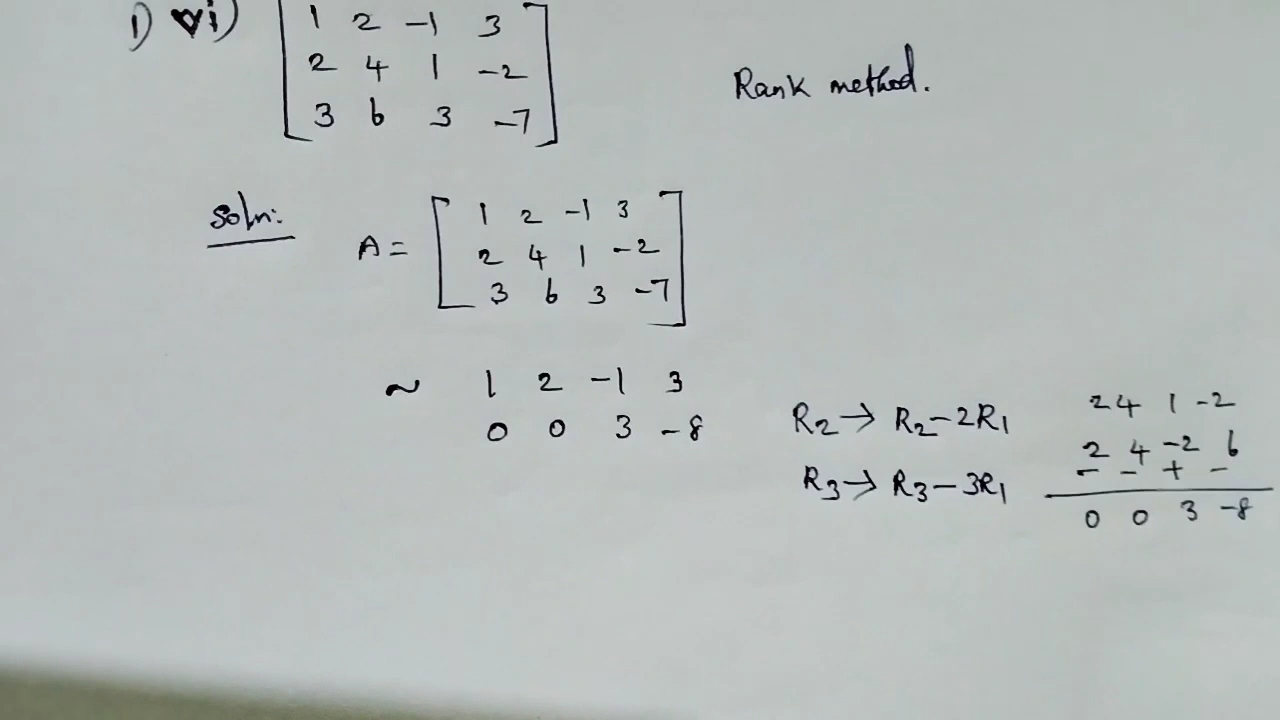 1) vi) 1 2 -1 3
2 4 1 -2
3 6 3 -7
Rank method.
Soln:
A = 1 2 -1 3
2 4 1 -2
3 6 3 -7
~ 1 2 -1 3
0 0 3 -8
R2 → R2 - 2R1
R3 → R3 - 3R1
2 4 1 -2
2 4 -2 6
- - + -
0 0 3 -8